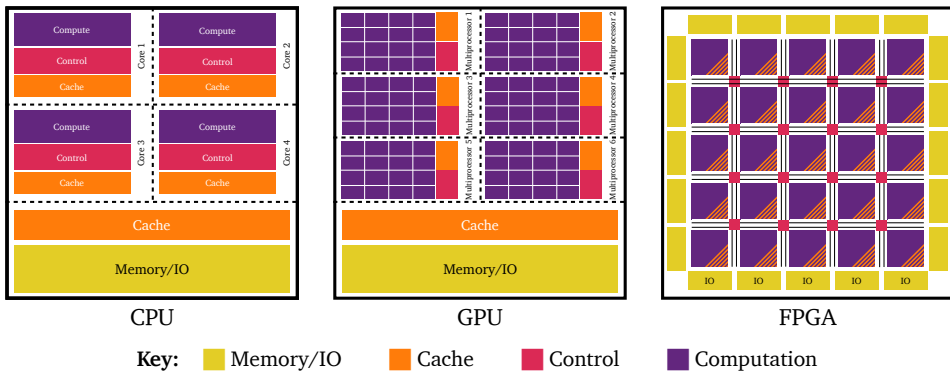 Compute
Control
Cache
Core 1
Compute
Control
Cache
Core 2
Compute
Control
Cache
Core 3
Compute
Control
Cache
Core 4
Cache
Memory/IO
CPU
Multiprocessor 1
Multiprocessor 2
Multiprocessor 3
Multiprocessor 4
Multiprocessor 5
Multiprocessor 6
Cache
Memory/IO
GPU
IO IO IO IO IO
FPGA
Key: Memory/IO Cache Control Computation